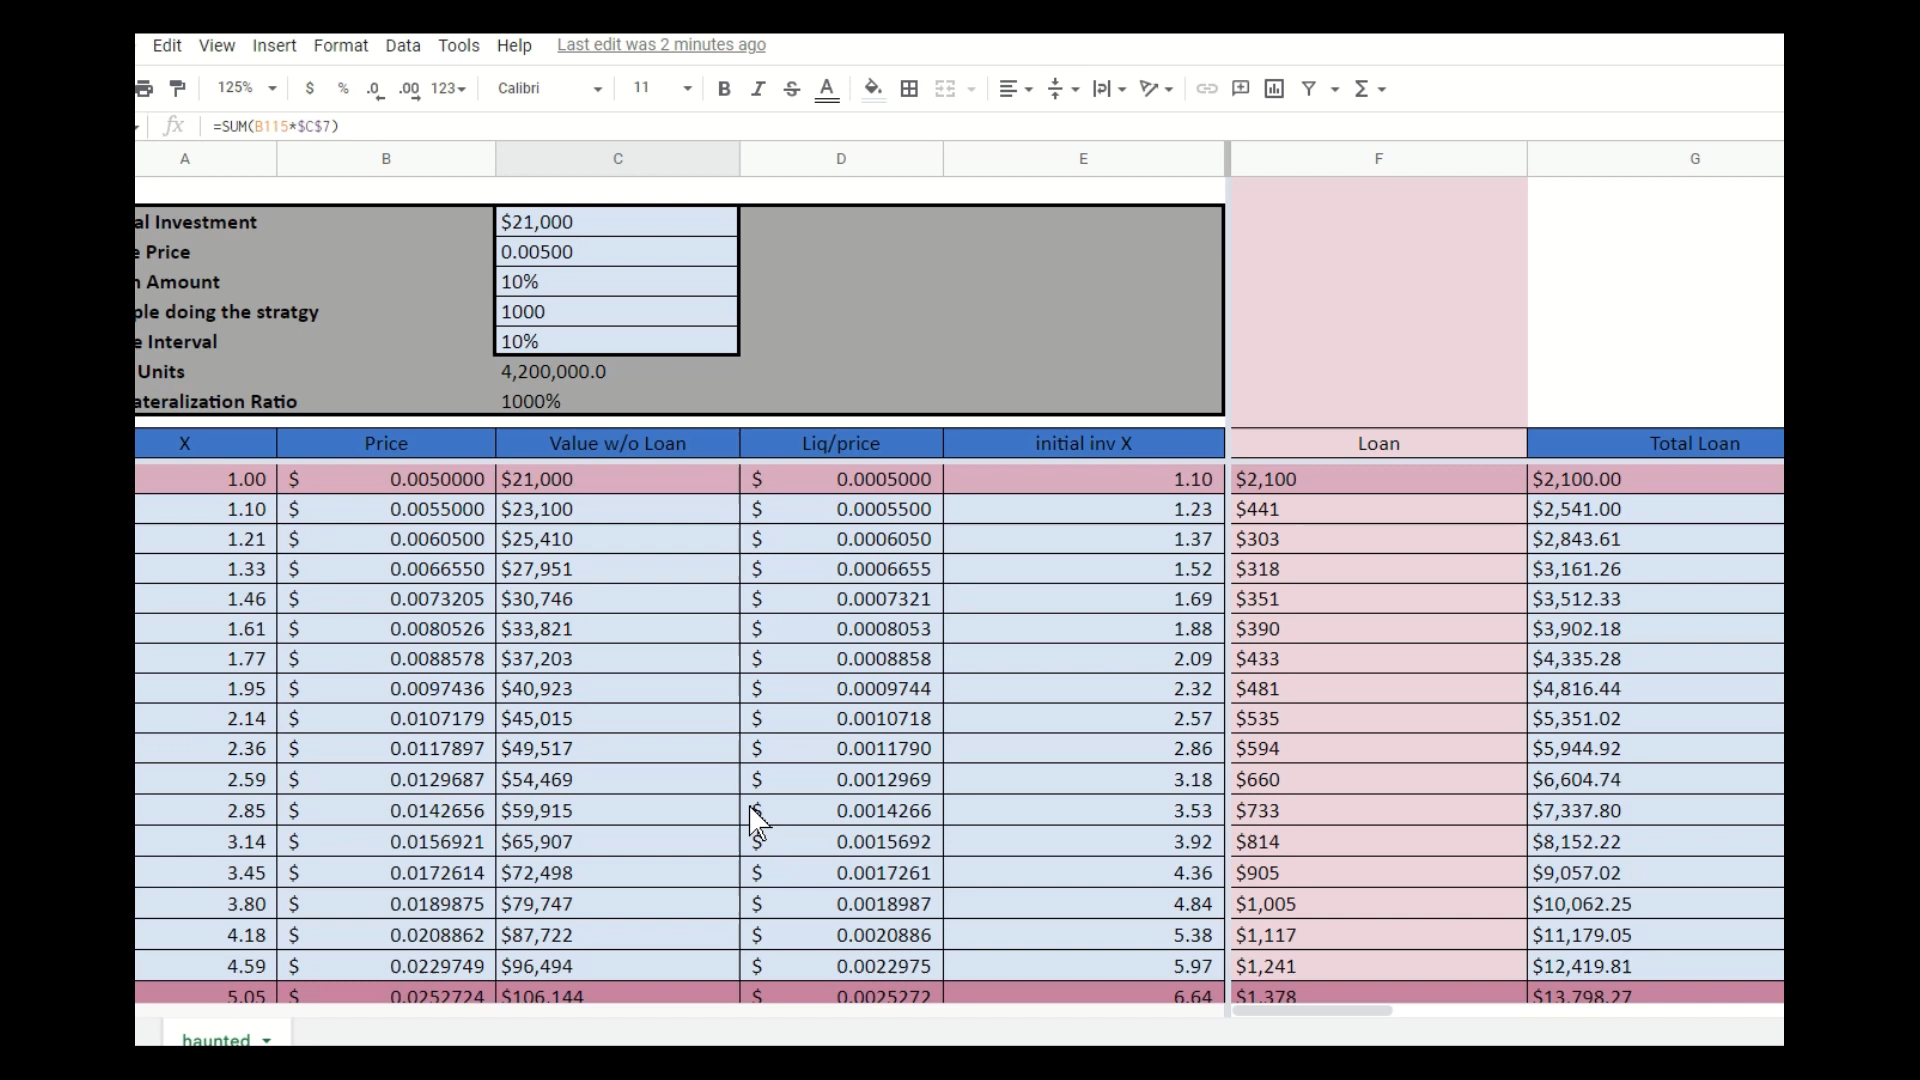 Edit View Insert Format Data Tools Help Last edit was 2 minutes ago
125% $ % .0 .00 123 Calibri 11 B I S A
fx =SUM(B115*$C$7)
A B C D E F G
al Investment $21,000
e Price 0.00500
n Amount 10%
ple doing the stratgy 1000
e Interval 10%
Units 4,200,000.0
ateralization Ratio 1000%
X Price Value w/o Loan Liq/price initial inv X Loan Total Loan
1.00 $ 0.0050000 $21,000 $ 0.0005000 1.10 $2,100 $2,100.00
1.10 $ 0.0055000 $23,100 $ 0.0005500 1.23 $441 $2,541.00
1.21 $ 0.0060500 $25,410 $ 0.0006050 1.37 $303 $2,843.61
1.33 $ 0.0066550 $27,951 $ 0.0006655 1.52 $318 $3,161.26
1.46 $ 0.0073205 $30,746 $ 0.0007321 1.69 $351 $3,512.33
1.61 $ 0.0080526 $33,821 $ 0.0008053 1.88 $390 $3,902.18
1.77 $ 0.0088578 $37,203 $ 0.0008858 2.09 $433 $4,335.28
1.95 $ 0.0097436 $40,923 $ 0.0009744 2.32 $481 $4,816.44
2.14 $ 0.0107179 $45,015 $ 0.0010718 2.57 $535 $5,351.02
2.36 $ 0.0117897 $49,517 $ 0.0011790 2.86 $594 $5,944.92
2.59 $ 0.0129687 $54,469 $ 0.0012969 3.18 $660 $6,604.74
2.85 $ 0.0142656 $59,915 $ 0.0014266 3.53 $733 $7,337.80
3.14 $ 0.0156921 $65,907 $ 0.0015692 3.92 $814 $8,152.22
3.45 $ 0.0172614 $72,498 $ 0.0017261 4.36 $905 $9,057.02
3.80 $ 0.0189875 $79,747 $ 0.0018987 4.84 $1,005 $10,062.25
4.18 $ 0.0208862 $87,722 $ 0.0020886 5.38 $1,117 $11,179.05
4.59 $ 0.0229749 $96,494 $ 0.0022975 5.97 $1,241 $12,419.81
5.05 $ 0.0252724 $106,144 $ 0.0025272 6.64 $1,378 $13,798.27
haunted